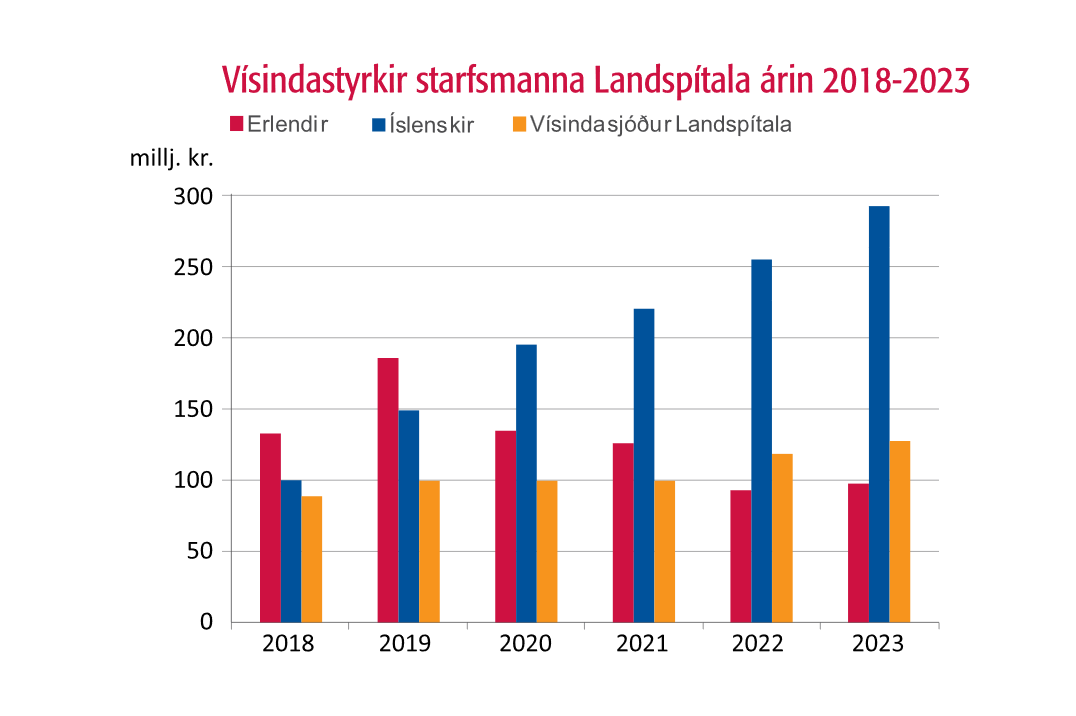 Vísindastyrkir starfsmanna Landspítala árin 2018-2023
Erlendir Íslenskir Vísindasjóður Landspítala
millj. kr.
300
250
200
150
100
50
0
2018 2019 2020 2021 2022 2023